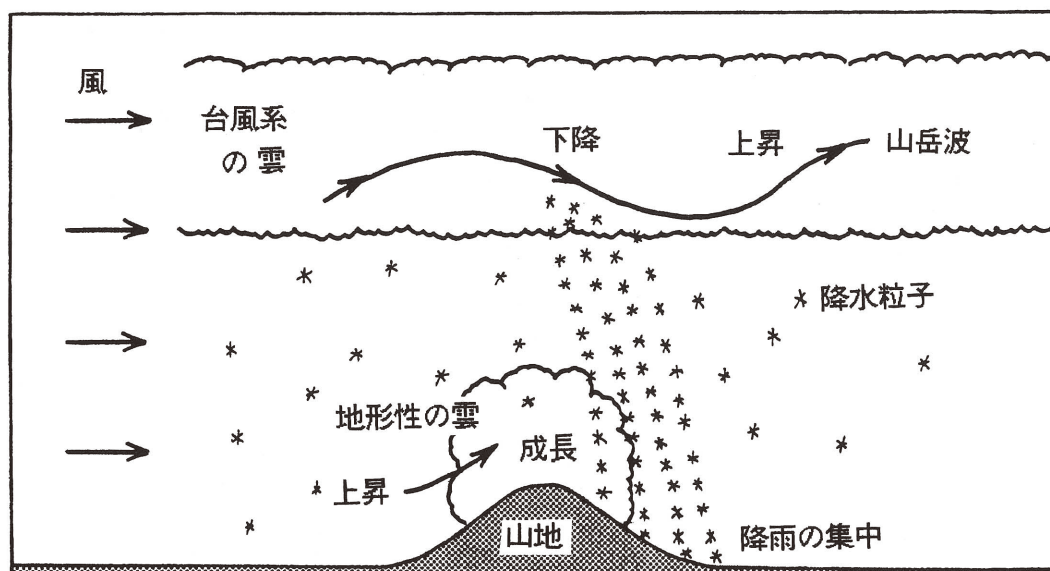 風
台風系
の雲
下降
上昇
山岳波
降水粒子
地形性の雲
成長
上昇
山地
降雨の集中